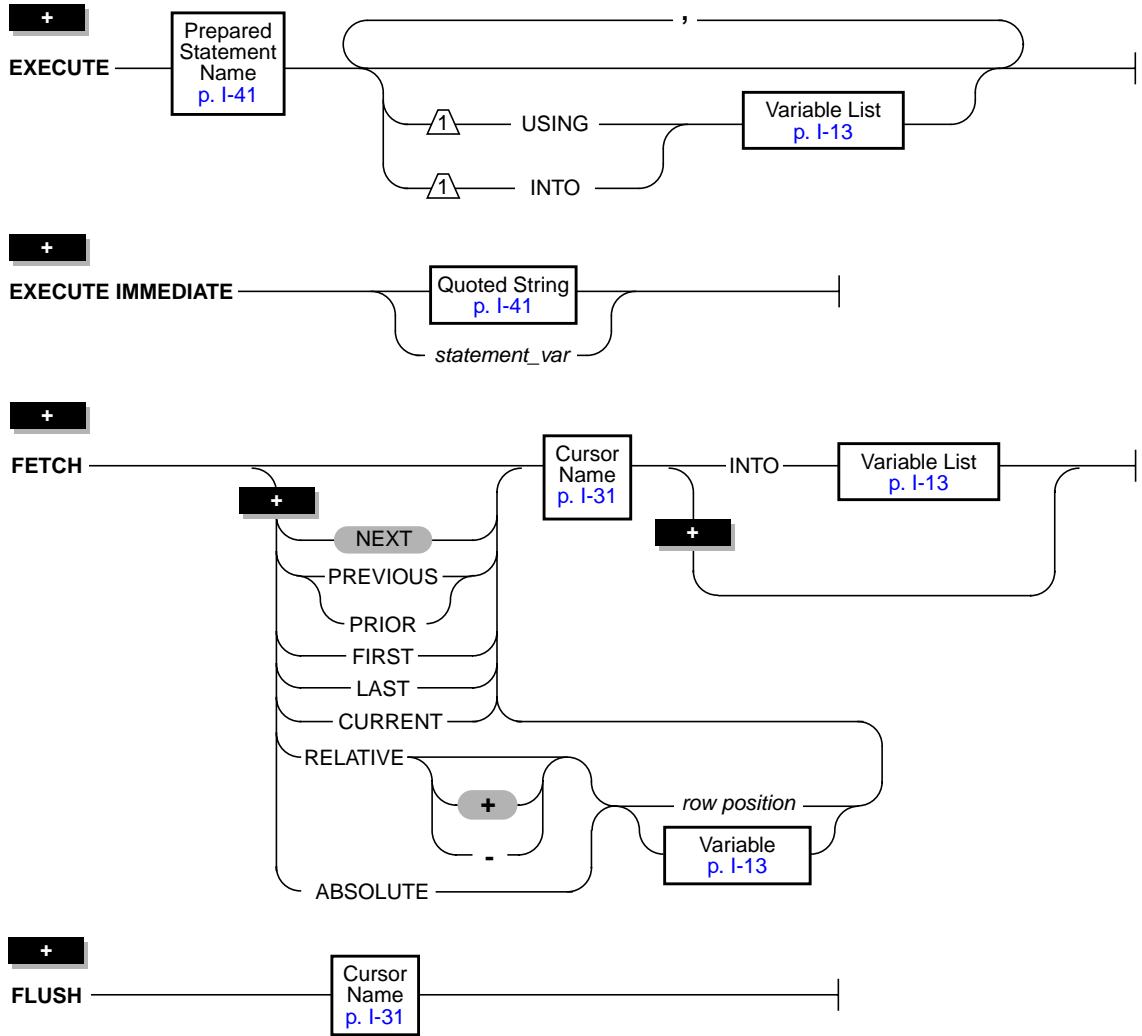 +
EXECUTE
Prepared
Statement
Name
p. I-41
,
1
USING
Variable List
p. I-13
1
INTO
+
EXECUTE IMMEDIATE
Quoted String
p. I-41
statement_var
+
FETCH
+
NEXT
PREVIOUS
PRIOR
FIRST
LAST
CURRENT
RELATIVE
+
-
ABSOLUTE
row position
Variable
p. I-13
Cursor
Name
p. I-31
INTO
Variable List
p. I-13
+
+
FLUSH
Cursor
Name
p. I-31